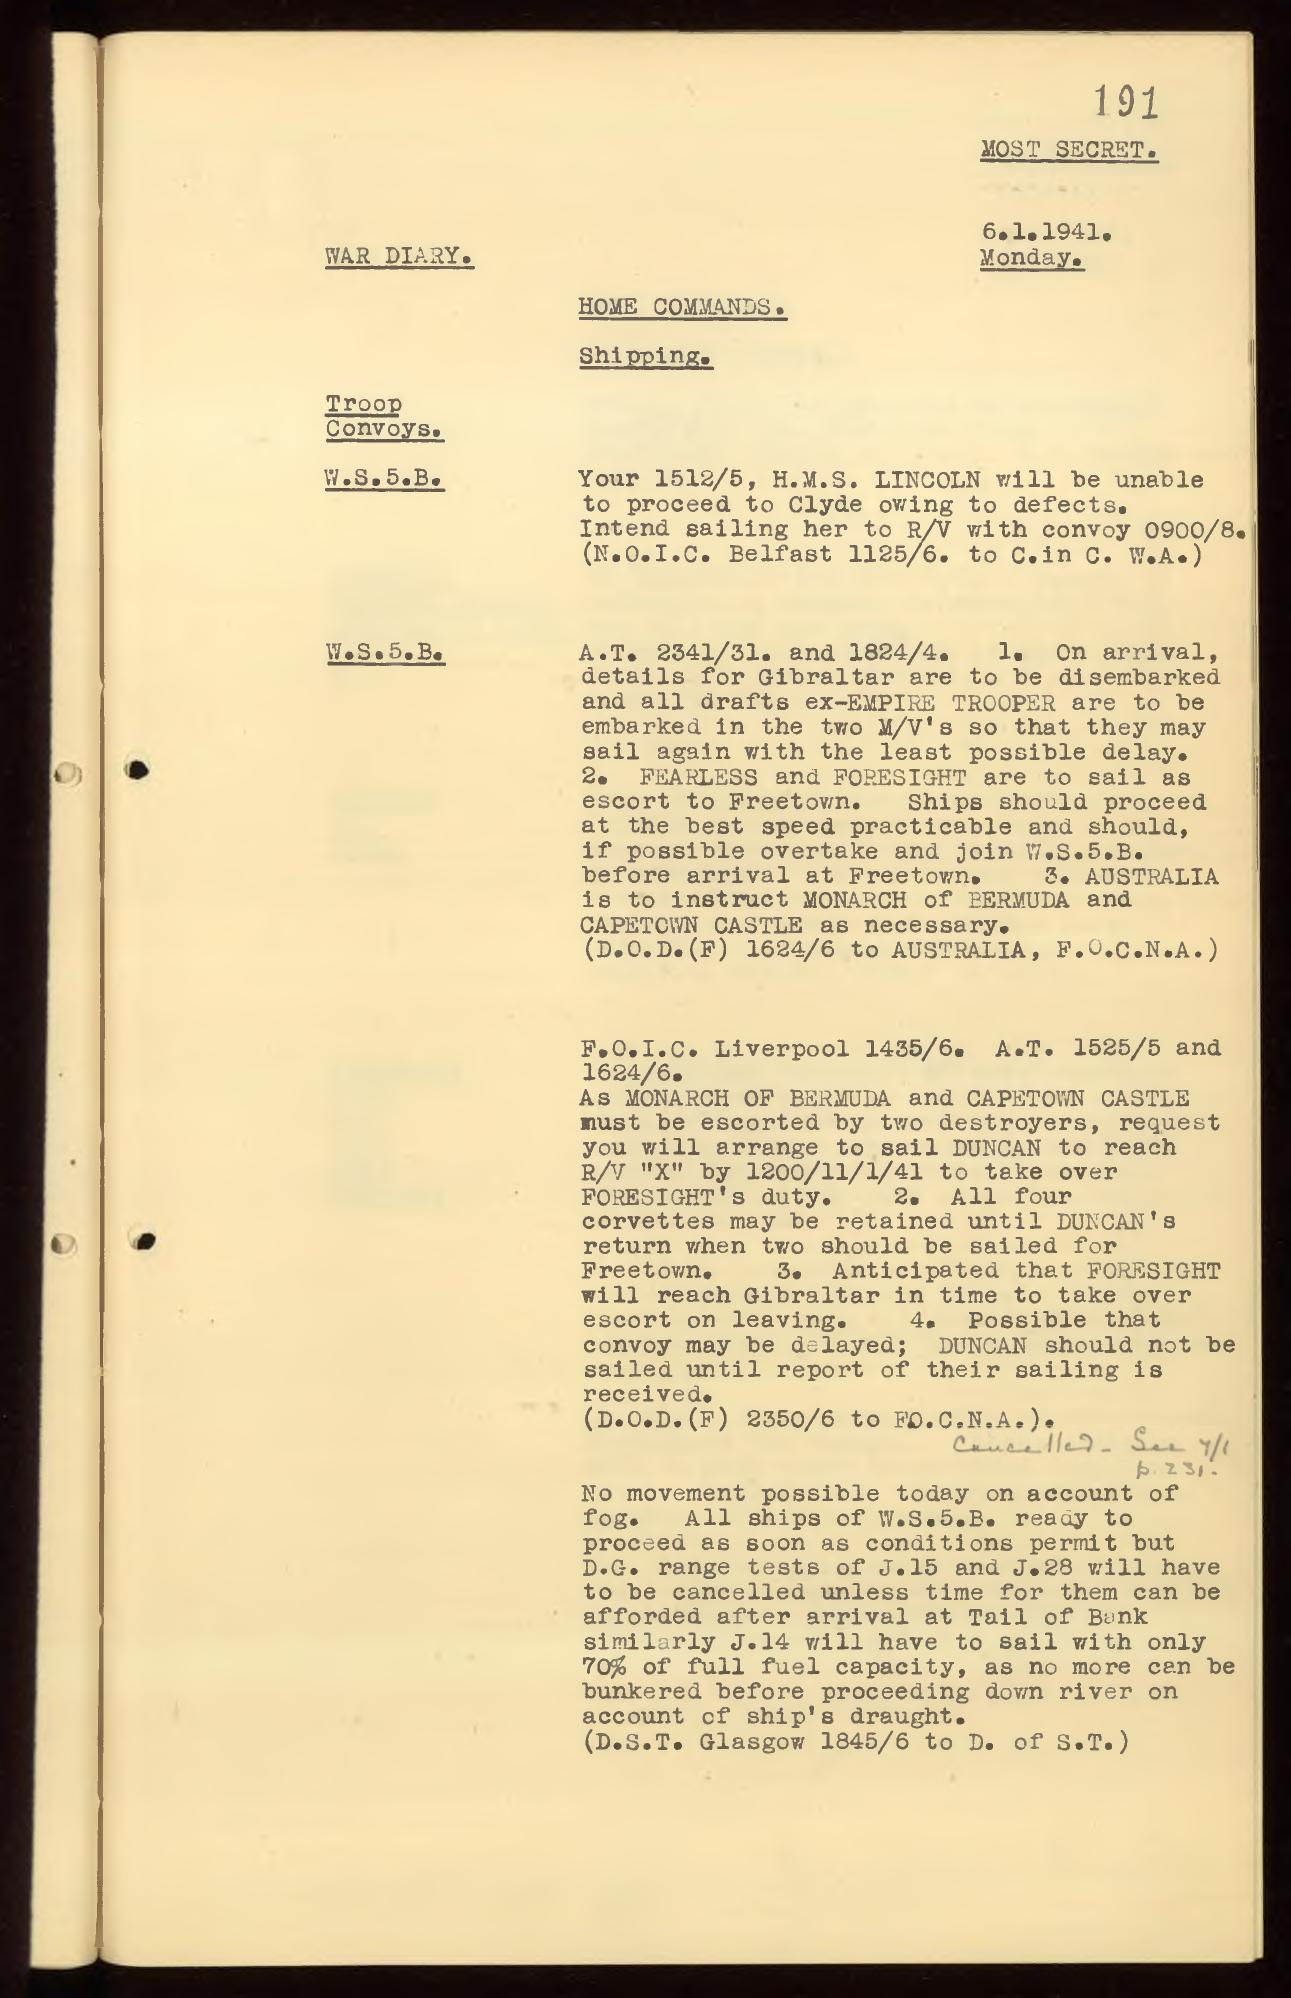 191
MOST SECRET.
6.1.1941.
WAR DIARY.
Monday.
HOME COMMANDS.
Shipping.
Troop
Convoys.
W.S.5.B.
Your 1512/5, H.M.S. LINCOLN will be unable
to proceed to Clyde owing to defects.
Intend sailing her to R/V with convoy 0900/8.
(N.O.I.C. Belfast 1125/6. to C.in C. W.A.)
W.S.5.B.
A.T. 2341/31. and 1824/4. 1. On arrival,
details for Gibraltar are to be disembarked
and all drafts ex-EMPIRE TROOPER are to be
embarked in the two M/V's so that they may
sail again with the least possible delay.
2. FEARLESS and FORESIGHT are to sail as
escort to Freetown. Ships should proceed
at the best speed practicable and should,
if possible overtake and join W.S.5.B.
before arrival at Freetown. 3. AUSTRALIA
is to instruct MONARCH of BERMUDA and
CAPETOWN CASTLE as necessary.
(D.O.D.(F) 1624/6 to AUSTRALIA, F.O.C.N.A.)
F.O.I.C. Liverpool 1435/6. A.T. 1525/5 and
1624/6.
As MONARCH OF BERMUDA and CAPETOWN CASTLE
must be escorted by two destroyers, request
you will arrange to sail DUNCAN to reach
R/V "X" by 1200/11/1/41 to take over
FORESIGHT's duty. 2. All four
corvettes may be retained until DUNCAN's
return when two should be sailed for
Freetown. 3. Anticipated that FORESIGHT
will reach Gibraltar in time to take over
escort on leaving. 4. Possible that
convoy may be delayed; DUNCAN should not be
sailed until report of their sailing is
received.
(D.O.D.(F) 2350/6 to FO.C.N.A.).
Cancelled - See 7/1
p. 231.
No movement possible today on account of
fog. All ships of W.S.5.B. ready to
proceed as soon as conditions permit but
D.G. range tests of J.15 and J.28 will have
to be cancelled unless time for them can be
afforded after arrival at Tail of Bank
similarly J.14 will have to sail with only
70% of full fuel capacity, as no more can be
bunkered before proceeding down river on
account of ship's draught.
(D.S.T. Glasgow 1845/6 to D. of S.T.)